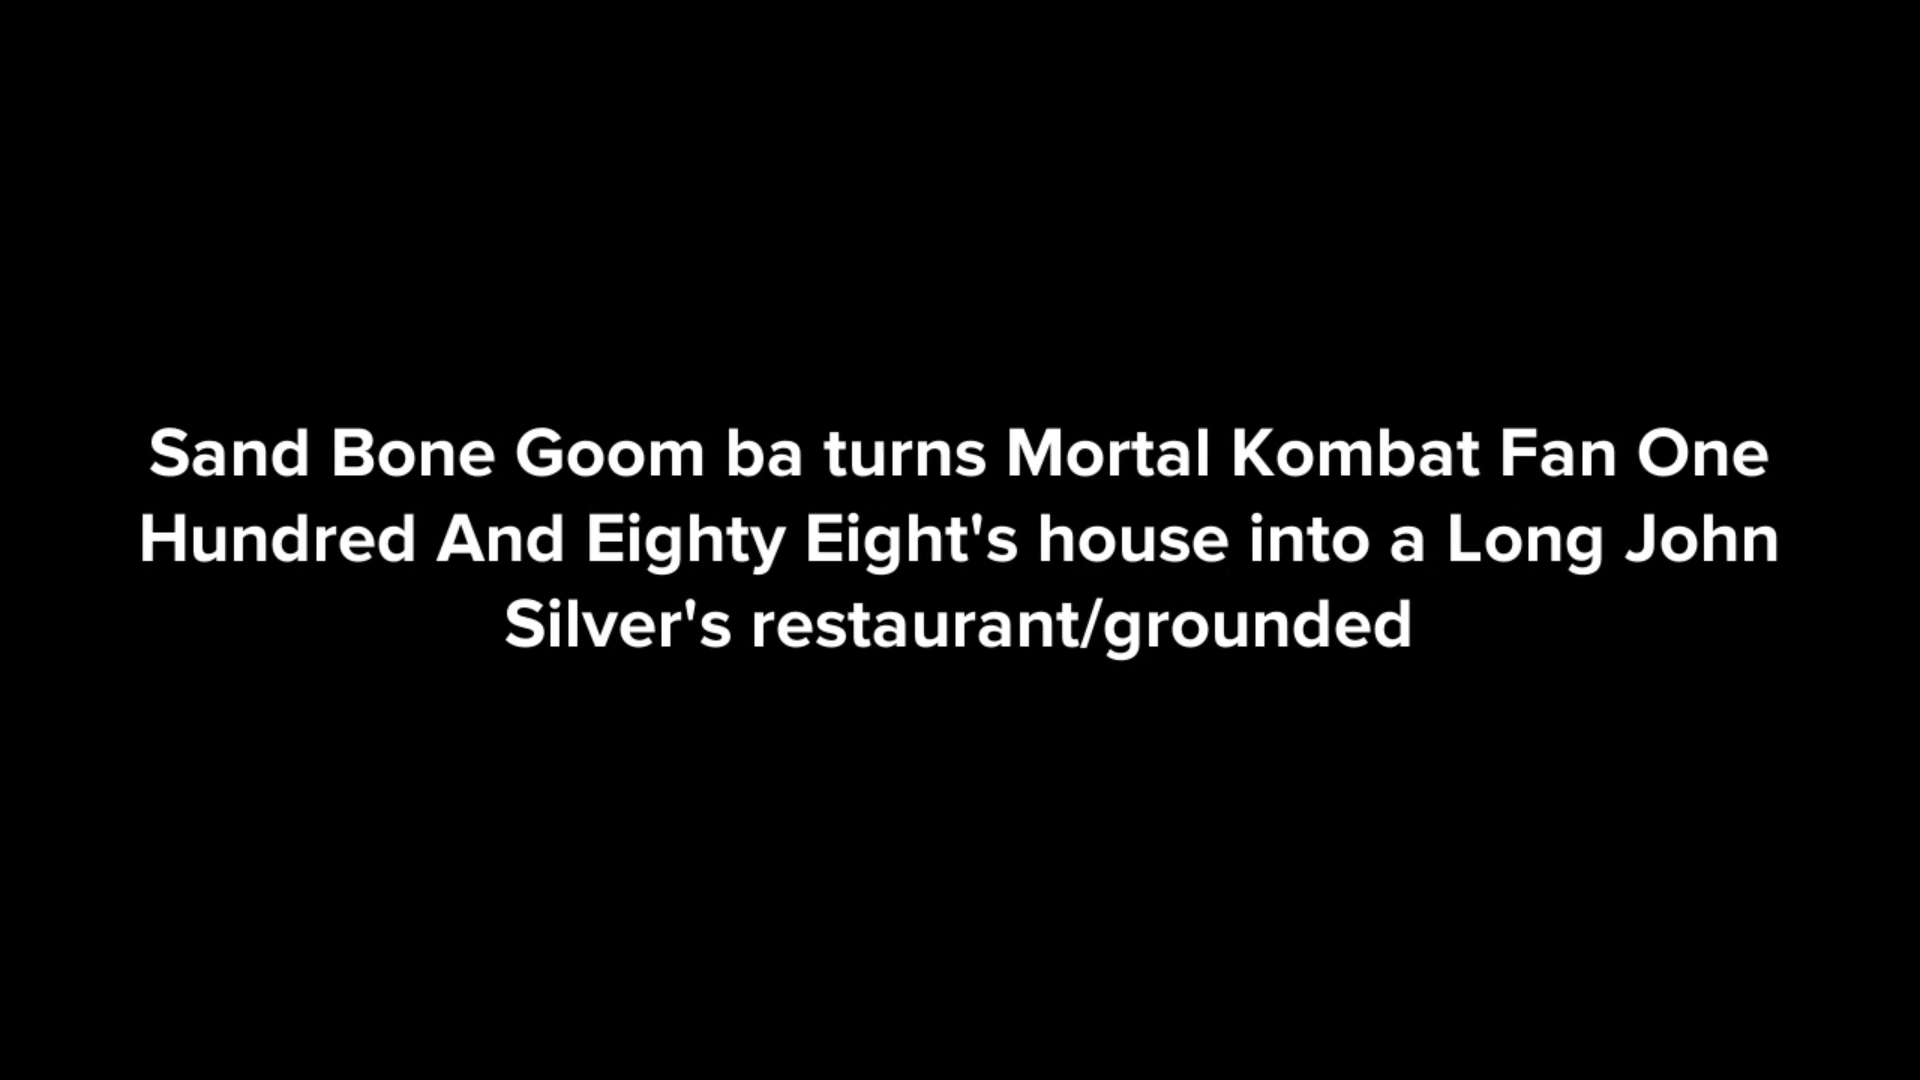 Sand Bone Goom ba turns Mortal Kombat Fan One
Hundred And Eighty Eight's house into a Long John
Silver's restaurant/grounded